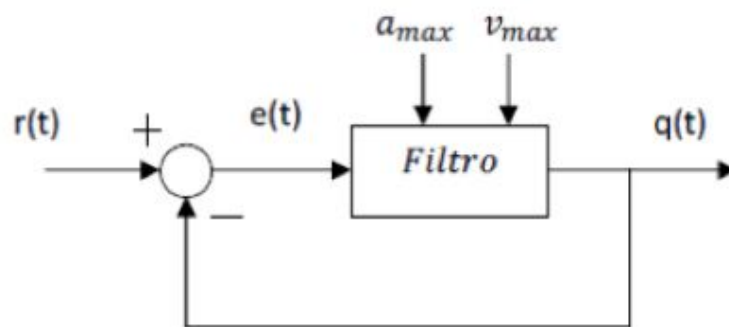 a_max v_max
r(t) + e(t) Filtro q(t)
−